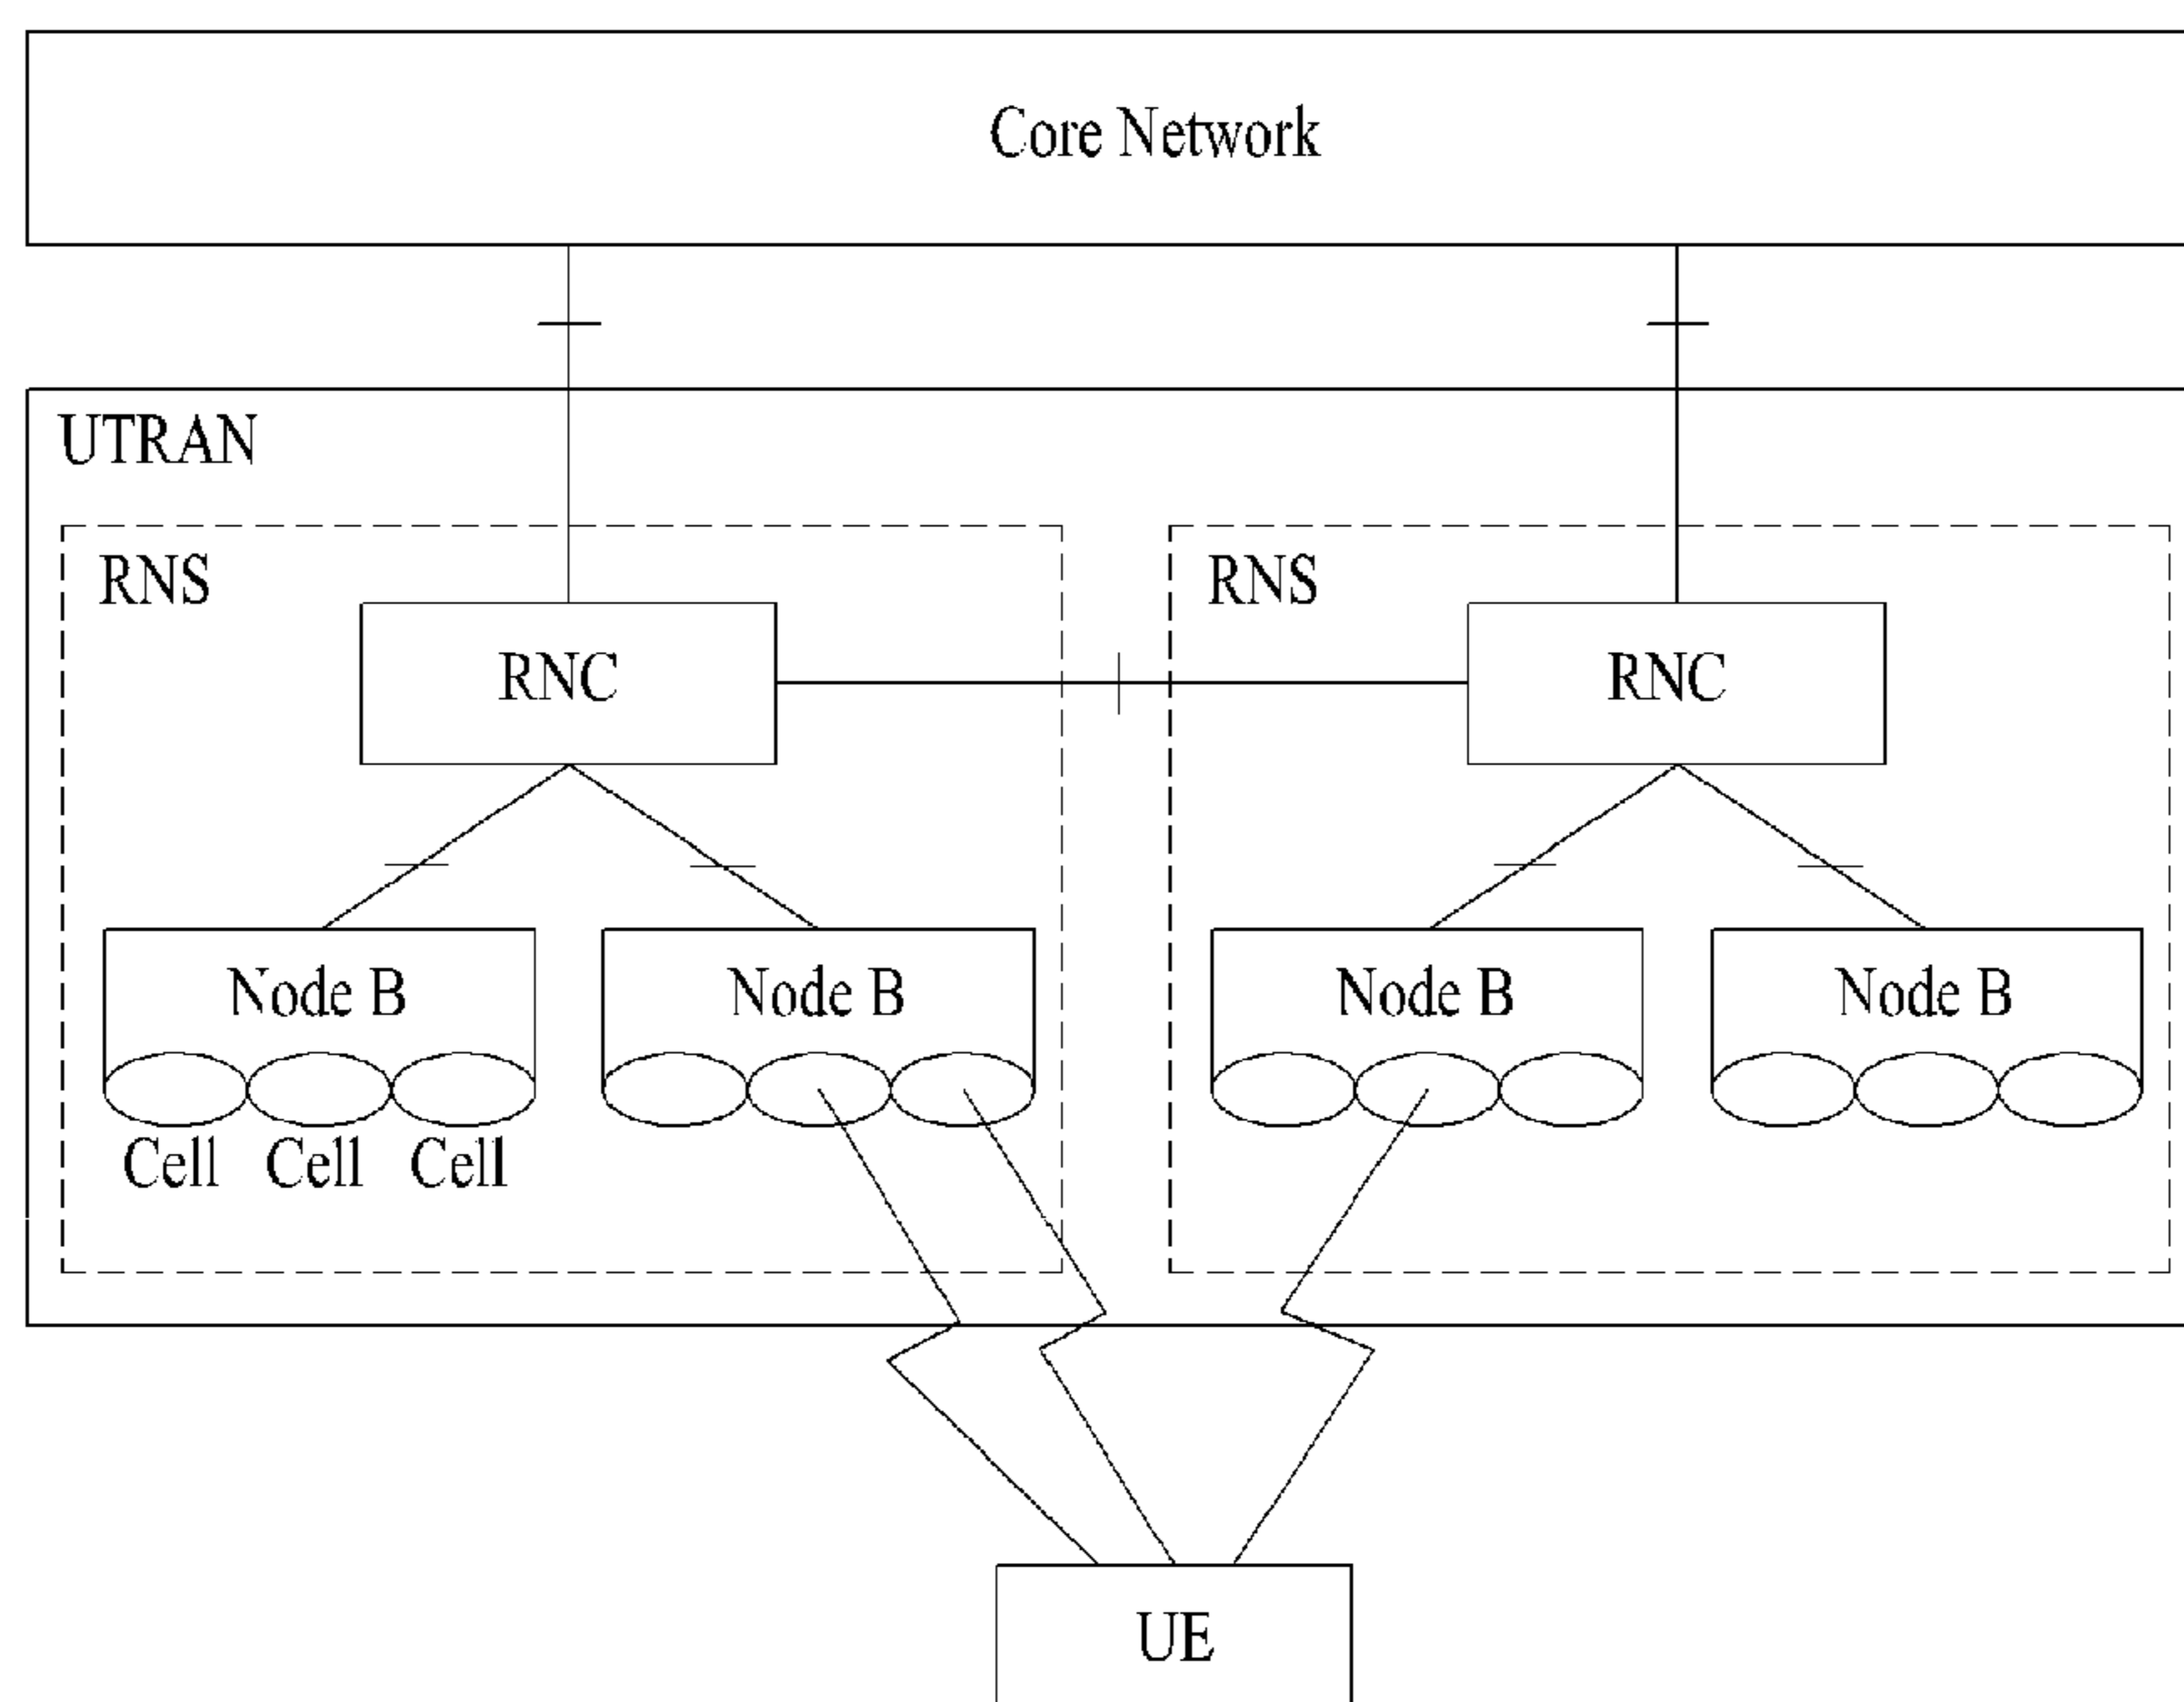 Core Network
UTRAN
RNS
RNS
RNC
RNC
Node B
Node B
Node B
Node B
Cell Cell Cell
UE